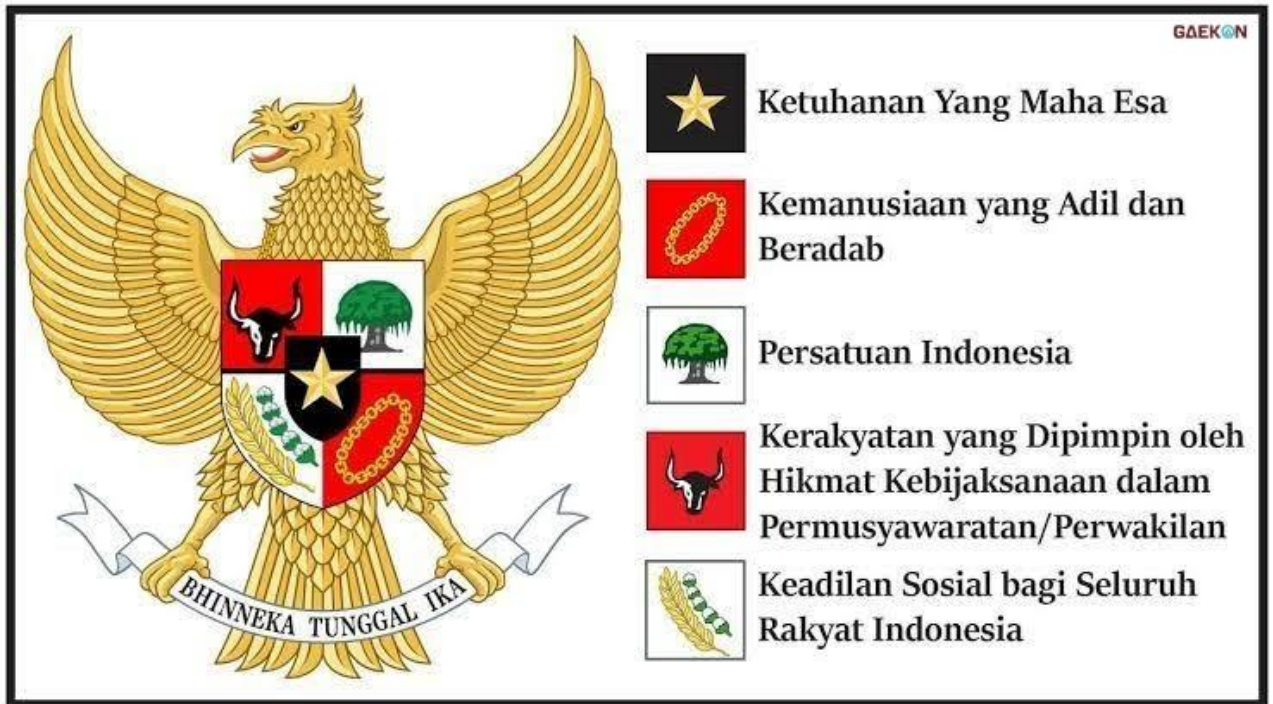 GAEKON
Ketuhanan Yang Maha Esa
Kemanusiaan yang Adil dan
Beradab
Persatuan Indonesia
Kerakyatan yang Dipimpin oleh
Hikmat Kebijaksanaan dalam
Permusyawaratan/Perwakilan
Keadilan Sosial bagi Seluruh
Rakyat Indonesia
BHINNEKA TUNGGAL IKA